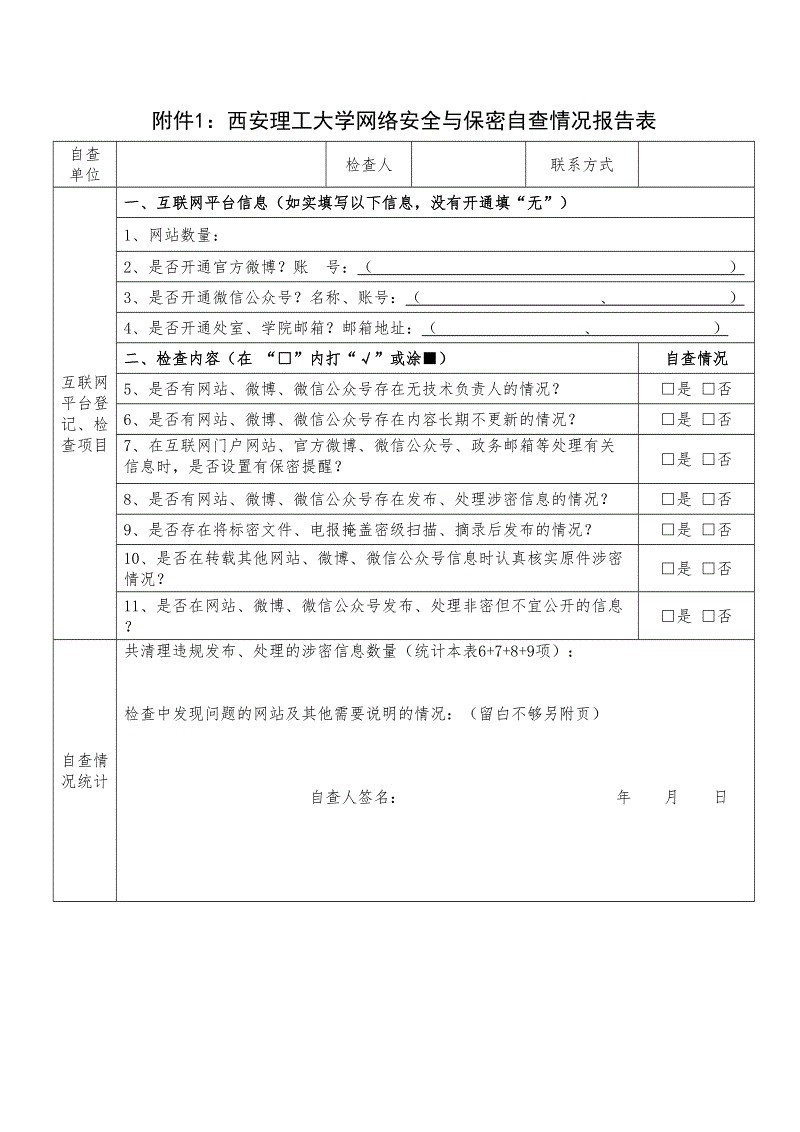 附件1：西安理工大学网络安全与保密自查情况报告表
自查
单位
检查人
联系方式
互联网
平台登
记、检
查项目
一、互联网平台信息（如实填写以下信息，没有开通填“无”）
1、网站数量：
2、是否开通官方微博？账 号：（ ）
3、是否开通微信公众号？名称、账号：（ 、 ）
4、是否开通处室、学院邮箱？邮箱地址：（ 、 ）
二、检查内容（在 “□”内打“√”或涂■） 自查情况
5、是否有网站、微博、微信公众号存在无技术负责人的情况？ □是 □否
6、是否有网站、微博、微信公众号存在内容长期不更新的情况？ □是 □否
7、在互联网门户网站、官方微博、微信公众号、政务邮箱等处理有关
信息时，是否设置有保密提醒？ □是 □否
8、是否有网站、微博、微信公众号存在发布、处理涉密信息的情况？ □是 □否
9、是否存在将标密文件、电报掩盖密级扫描、摘录后发布的情况？ □是 □否
10、是否在转载其他网站、微博、微信公众号信息时认真核实原件涉密
情况？ □是 □否
11、是否在网站、微博、微信公众号发布、处理非密但不宜公开的信息
？ □是 □否
自查情
况统计
共清理违规发布、处理的涉密信息数量（统计本表6+7+8+9项）：
检查中发现问题的网站及其他需要说明的情况：（留白不够另附页）
自查人签名： 年 月 日